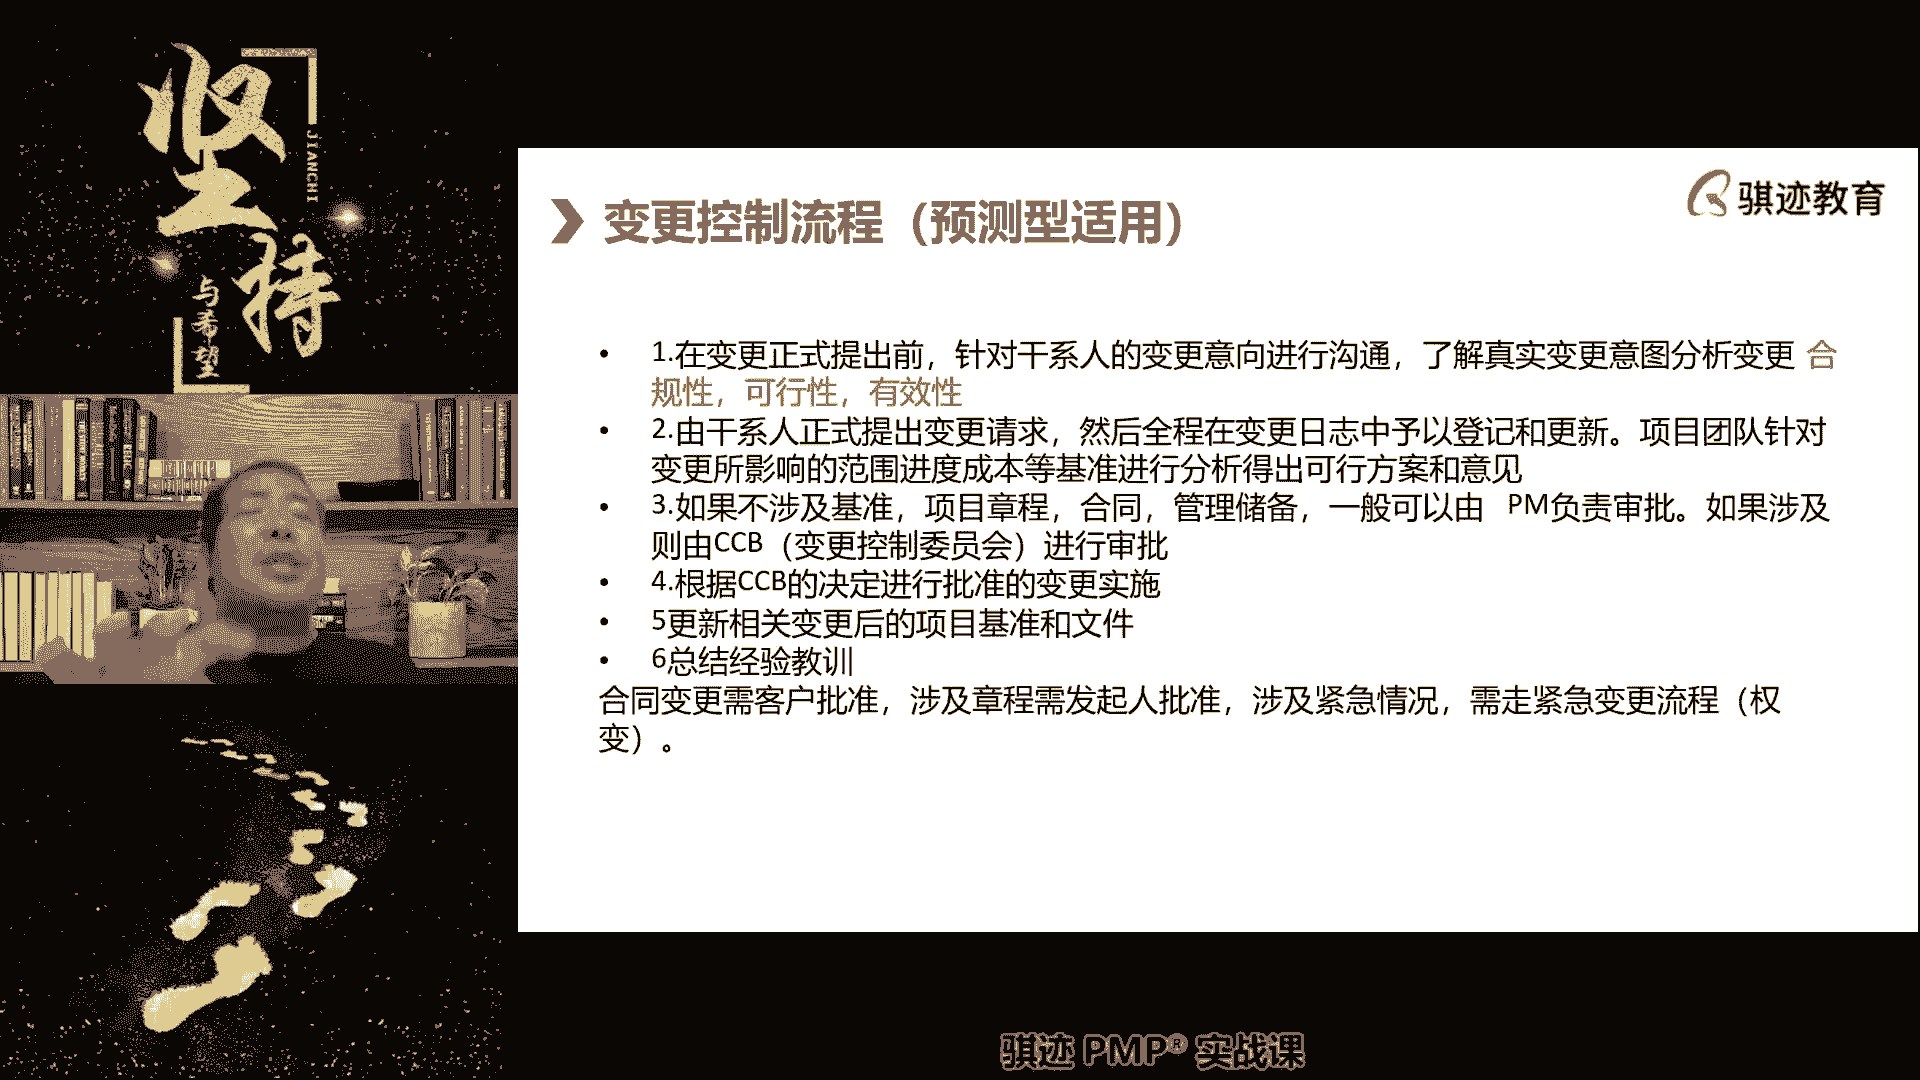 坚持
JIANCHI
与希望
骐迹教育
变更控制流程（预测型适用）
• 1.在变更正式提出前，针对干系人的变更意向进行沟通，了解真实变更意图分析变更 合
规性，可行性，有效性
• 2.由干系人正式提出变更请求，然后全程在变更日志中予以登记和更新。项目团队针对
变更所影响的范围进度成本等基准进行分析得出可行方案和意见
• 3.如果不涉及基准，项目章程，合同，管理储备，一般可以由 PM负责审批。如果涉及
则由CCB（变更控制委员会）进行审批
• 4.根据CCB的决定进行批准的变更实施
• 5更新相关变更后的项目基准和文件
• 6总结经验教训
合同变更需客户批准，涉及章程需发起人批准，涉及紧急情况，需走紧急变更流程（权
变）。
骐迹 PMP® 实战课